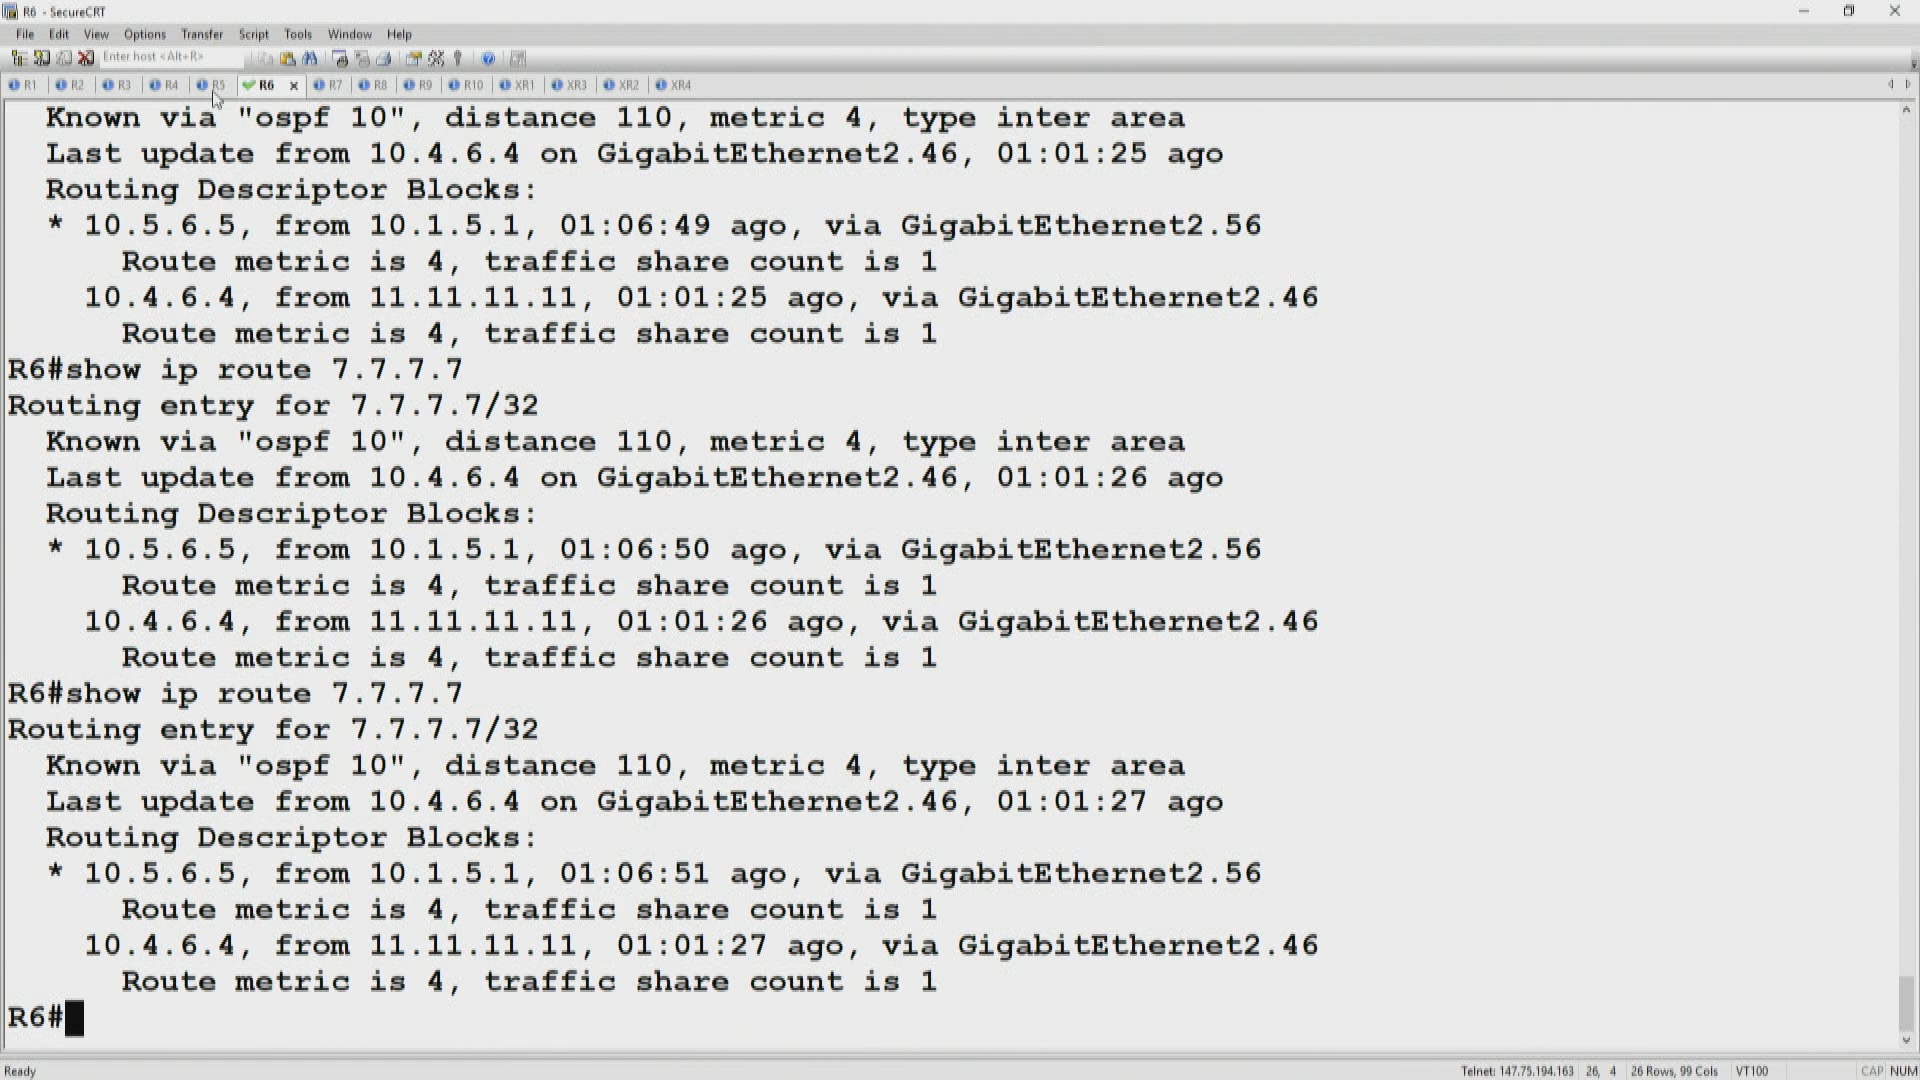 R6 - SecureCRT
File Edit View Options Transfer Script Tools Window Help
Enter host <Alt+R>
R1 R2 R3 R4 R5 R6 R7 R8 R9 R10 XR1 XR3 XR2 XR4
Known via "ospf 10", distance 110, metric 4, type inter area
Last update from 10.4.6.4 on GigabitEthernet2.46, 01:01:25 ago
Routing Descriptor Blocks:
* 10.5.6.5, from 10.1.5.1, 01:06:49 ago, via GigabitEthernet2.56
Route metric is 4, traffic share count is 1
10.4.6.4, from 11.11.11.11, 01:01:25 ago, via GigabitEthernet2.46
Route metric is 4, traffic share count is 1
R6#show ip route 7.7.7.7
Routing entry for 7.7.7.7/32
Known via "ospf 10", distance 110, metric 4, type inter area
Last update from 10.4.6.4 on GigabitEthernet2.46, 01:01:26 ago
Routing Descriptor Blocks:
* 10.5.6.5, from 10.1.5.1, 01:06:50 ago, via GigabitEthernet2.56
Route metric is 4, traffic share count is 1
10.4.6.4, from 11.11.11.11, 01:01:26 ago, via GigabitEthernet2.46
Route metric is 4, traffic share count is 1
R6#show ip route 7.7.7.7
Routing entry for 7.7.7.7/32
Known via "ospf 10", distance 110, metric 4, type inter area
Last update from 10.4.6.4 on GigabitEthernet2.46, 01:01:27 ago
Routing Descriptor Blocks:
* 10.5.6.5, from 10.1.5.1, 01:06:51 ago, via GigabitEthernet2.56
Route metric is 4, traffic share count is 1
10.4.6.4, from 11.11.11.11, 01:01:27 ago, via GigabitEthernet2.46
Route metric is 4, traffic share count is 1
R6#
Ready Telnet: 147.75.194.163 26, 4 26 Rows, 99 Cols VT100 CAP NUM